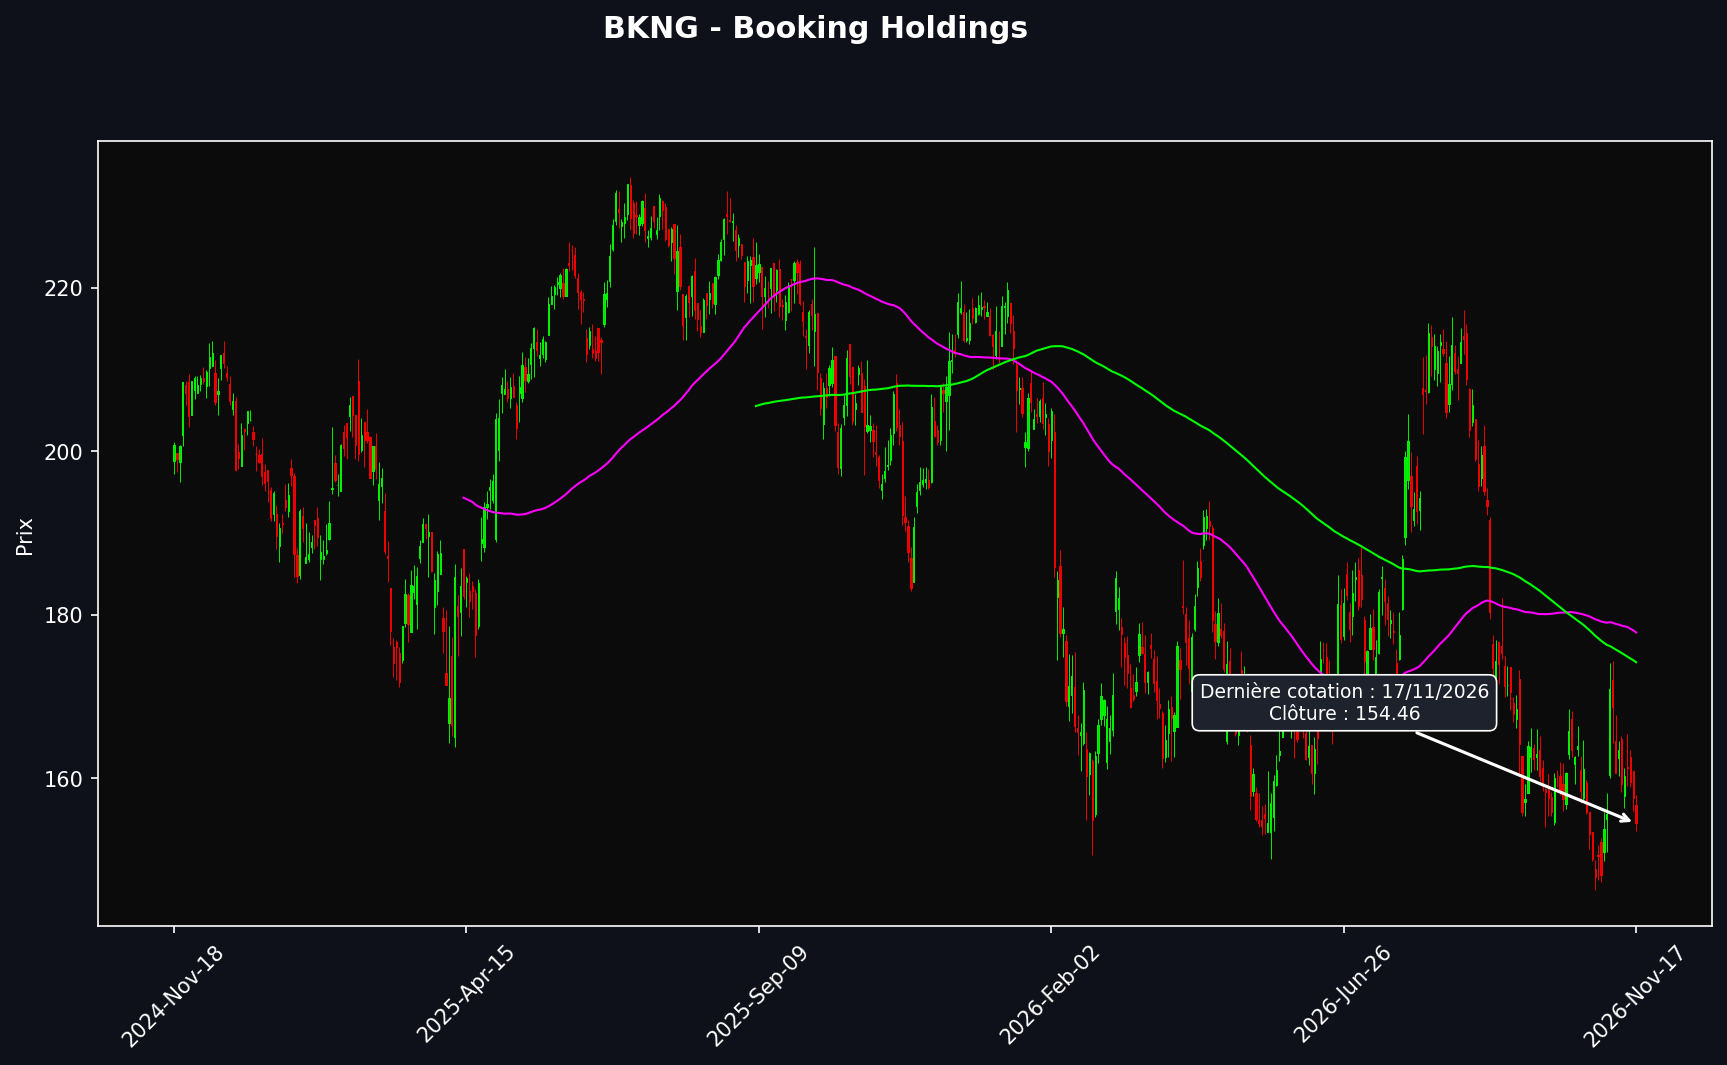 BKNG - Booking Holdings
Prix
220
200
180
160
Dernière cotation : 17/11/2026
Clôture : 154.46
2024-Nov-18
2025-Apr-15
2025-Sep-09
2026-Feb-02
2026-Jun-26
2026-Nov-17